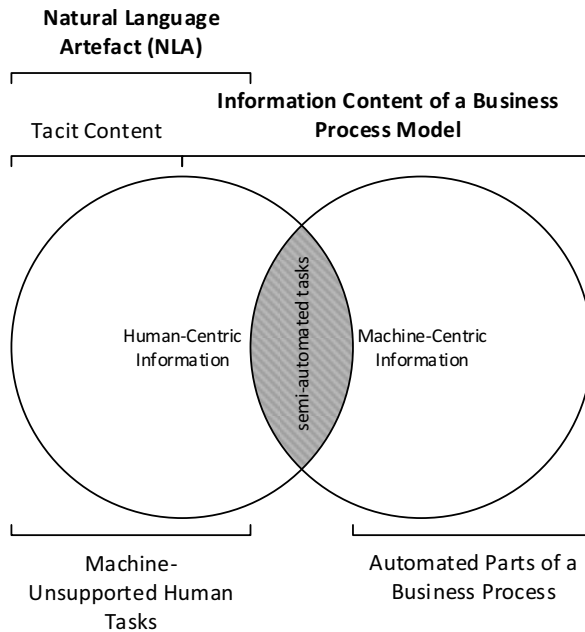 Natural Language
Artefact (NLA)
Information Content of a Business
Process Model
Tacit Content
Human-Centric
Information
semi-automated tasks
Machine-Centric
Information
Machine-
Unsupported Human
Tasks
Automated Parts of a
Business Process